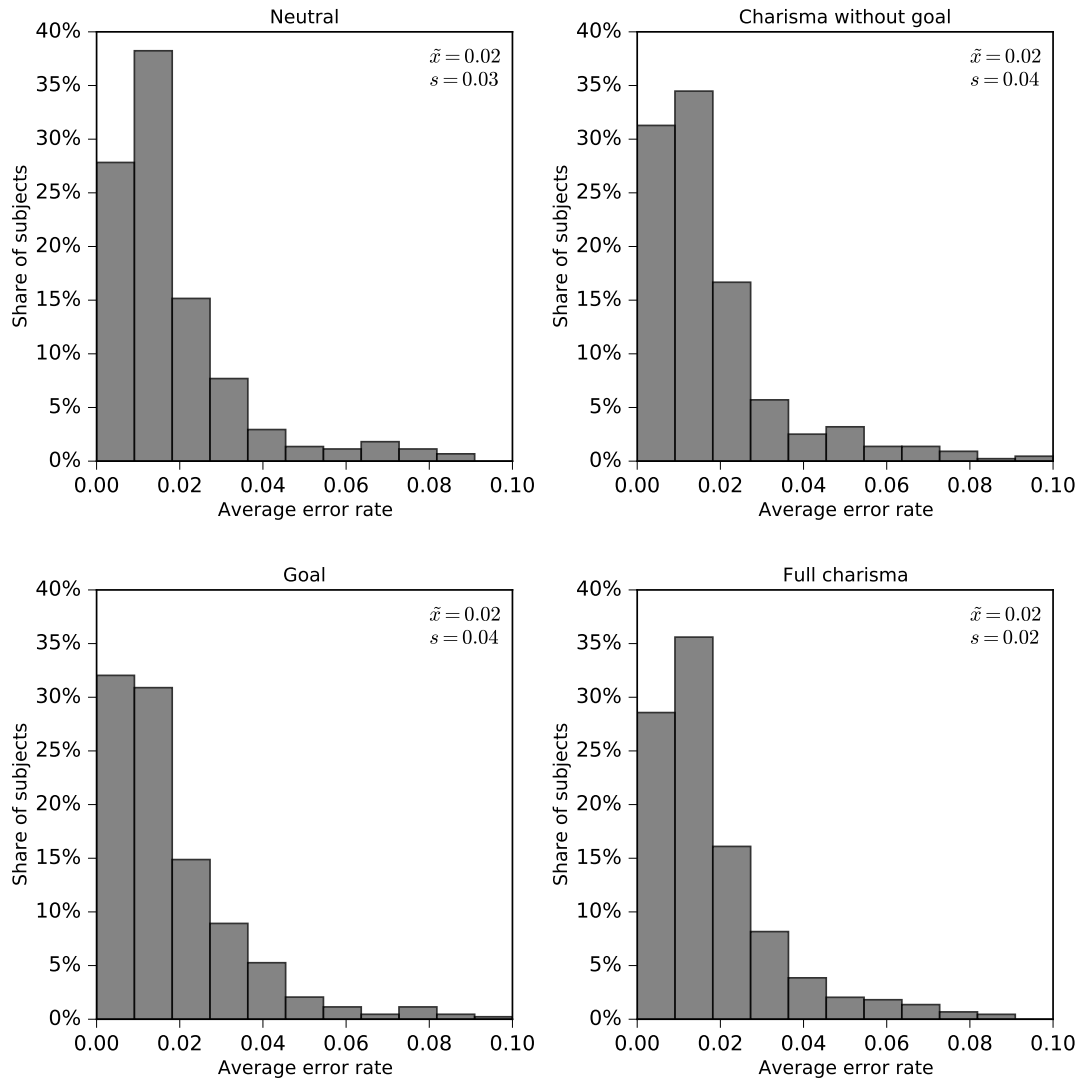 Neutral
40%
35%
30%
25%
20%
15%
10%
5%
0%
Share of subjects
x̃ = 0.02
s = 0.03
0.00 0.02 0.04 0.06 0.08 0.10
Average error rate
Charisma without goal
40%
35%
30%
25%
20%
15%
10%
5%
0%
Share of subjects
x̃ = 0.02
s = 0.04
0.00 0.02 0.04 0.06 0.08 0.10
Average error rate
Goal
40%
35%
30%
25%
20%
15%
10%
5%
0%
Share of subjects
x̃ = 0.02
s = 0.04
0.00 0.02 0.04 0.06 0.08 0.10
Average error rate
Full charisma
40%
35%
30%
25%
20%
15%
10%
5%
0%
Share of subjects
x̃ = 0.02
s = 0.02
0.00 0.02 0.04 0.06 0.08 0.10
Average error rate